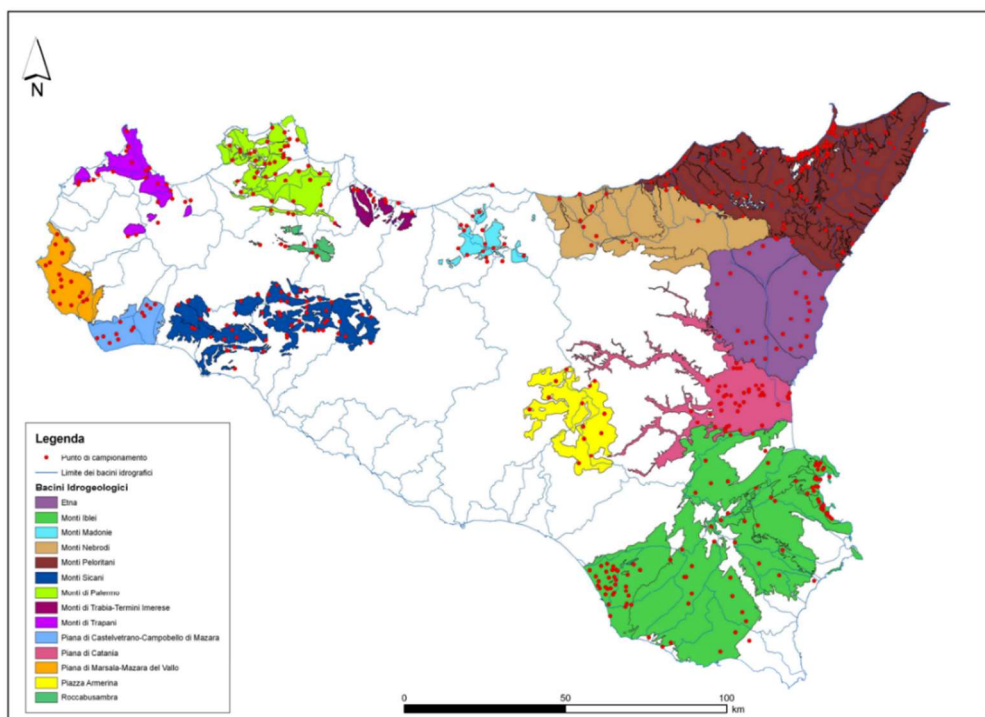 N
Legenda
Punto di campionamento
Limite dei bacini idrografici
Bacini Idrogeologici
Etna
Monti Iblei
Monti Madonie
Monti Nebrodi
Monti Peloritani
Monti Sicani
Monti di Palermo
Monti di Trabia-Termini Imerese
Monti di Trapani
Piana di Castelvetrano-Campobello di Mazara
Piana di Catania
Piana di Marsala-Mazara del Vallo
Piazza Armerina
Roccabusambra
0 50 100
km